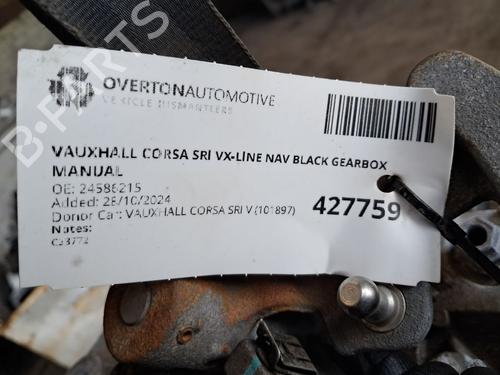 B·PARTS
OVERTONAUTOMOTIVE
VEHICLE DISMANTLERS
VAUXHALL CORSA SRI VX-LINE NAV BLACK GEARBOX
MANUAL
OE: 24586215
Added: 28/10/2024
Donor Car: VAUXHALL CORSA SRI V (101897)
427759
Notes: